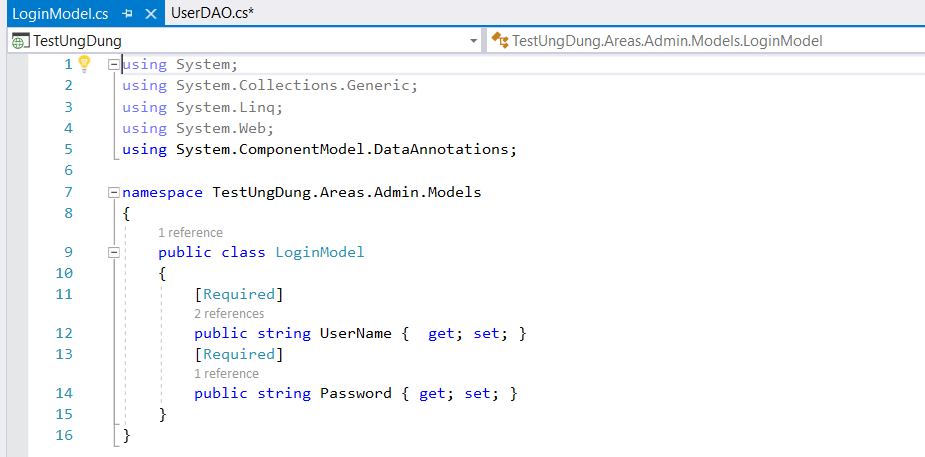 LoginModel.cs UserDAO.cs*
TestUngDung TestUngDung.Areas.Admin.Models.LoginModel
1 using System;
2 using System.Collections.Generic;
3 using System.Linq;
4 using System.Web;
5 using System.ComponentModel.DataAnnotations;
6
7 namespace TestUngDung.Areas.Admin.Models
8 {
1 reference
9 public class LoginModel
10 {
11 [Required]
2 references
12 public string UserName {  get; set; }
13 [Required]
1 reference
14 public string Password { get; set; }
15 }
16 }